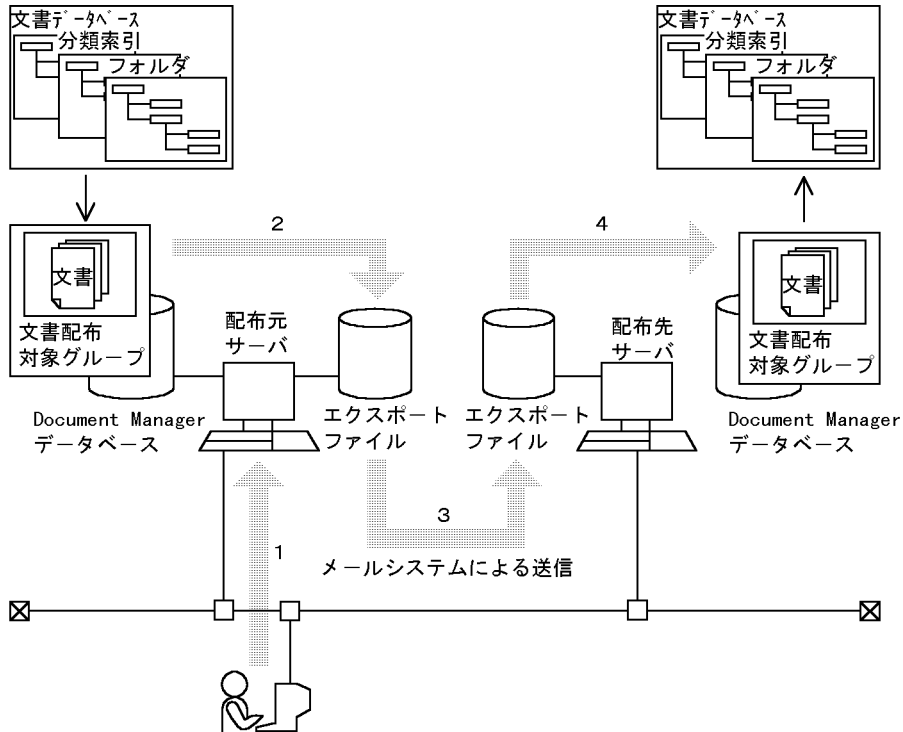 文書ﾃﾞｰﾀﾍﾞｰｽ
分類索引
フォルダ
文書ﾃﾞｰﾀﾍﾞｰｽ
分類索引
フォルダ
2
4
文書
文書配布
対象グループ
配布元
サーバ
配布先
サーバ
文書
文書配布
対象グループ
Document Manager
データベース
エクスポート
ファイル
エクスポート
ファイル
Document Manager
データベース
3
1
メールシステムによる送信